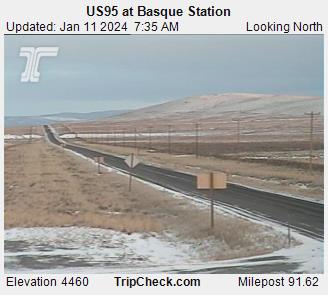 US95 at Basque Station
Updated: Jan 11 2024 7:35 AM Looking North
Elevation 4460 TripCheck.com Milepost 91.62